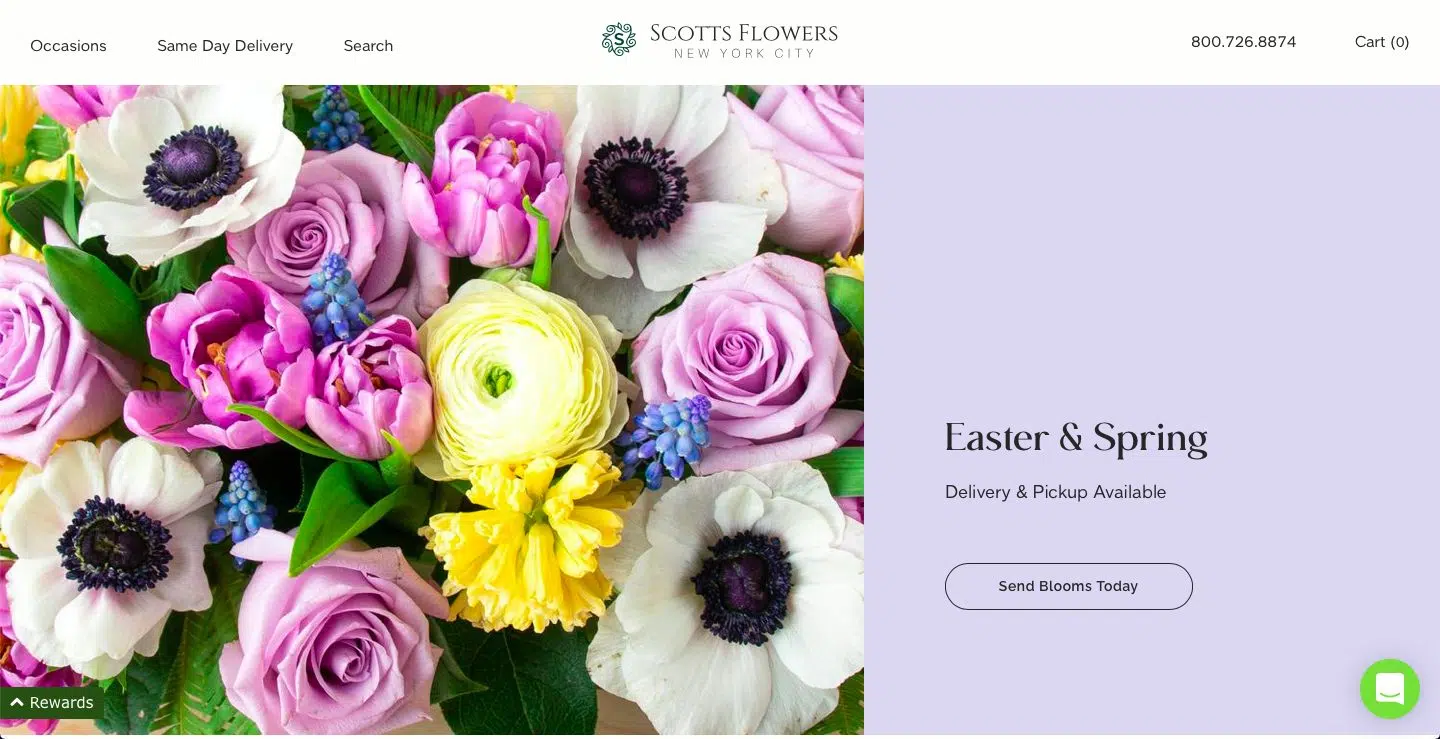 Occasions
Same Day Delivery
Search
S
SCOTTS FLOWERS
NEW YORK CITY
800.726.8874
Cart (0)
Easter & Spring
Delivery & Pickup Available
Send Blooms Today
Rewards